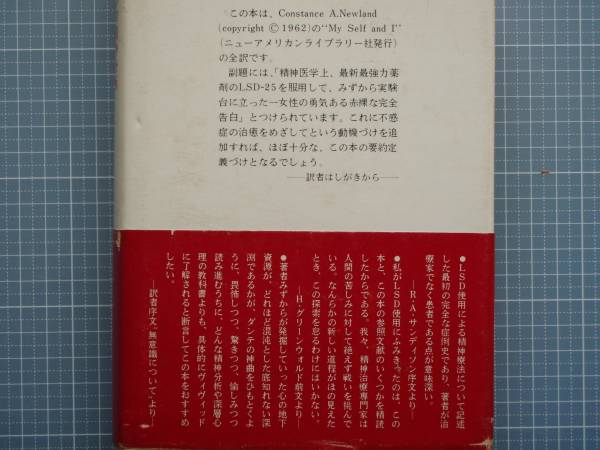 この本は、Constance A.Newland
(copyright © 1962)の"My Self and I"
(ニューアメリカンライブラリー社発行)
の全訳です。
副題には、「精神医学上、最新最強力薬
剤のLSD-25を服用して、みずから実験
台に立った一女性の勇気ある赤裸な完全
告白」とつけられています。これに不感
症の治癒をめざしてという動機づけを追
加すれば、ほぼ十分な、この本の要約定
義づけとなるでしょう。
——訳者はしがきから——
●LSD使用による精神療法について記述
した最初の完全な症例史であり、著者が治
療家でなく患者である点が意味深い。
—R・A・サンディソン序文より—
●私がLSD使用にふみきったのは、この
本と、この本の参照文献のいくつかを精読
したからである。我々、精神治療専門家は
人間の苦しみに対して絶えず戦いを挑んで
いる。なんらかの新しい道程がほの見えた
とき、この探索を怠るわけにはいかない。
—H・グリーンウォルド前文より—
●著者みずからが発掘していった心の地下
資源が、どれほど混沌とした底知れない深
淵であるかが、ダンテの神曲をひもとくよ
うに、畏怖しつつ、驚きつつ、愉しみつつ
読み進むうちに、どんな精神分析や深層心
理の教科書よりも、具体的にヴィヴィッド
に了解されると断言してこの本をおすすめ
したい。
—訳者序文〝無意識について〟より—